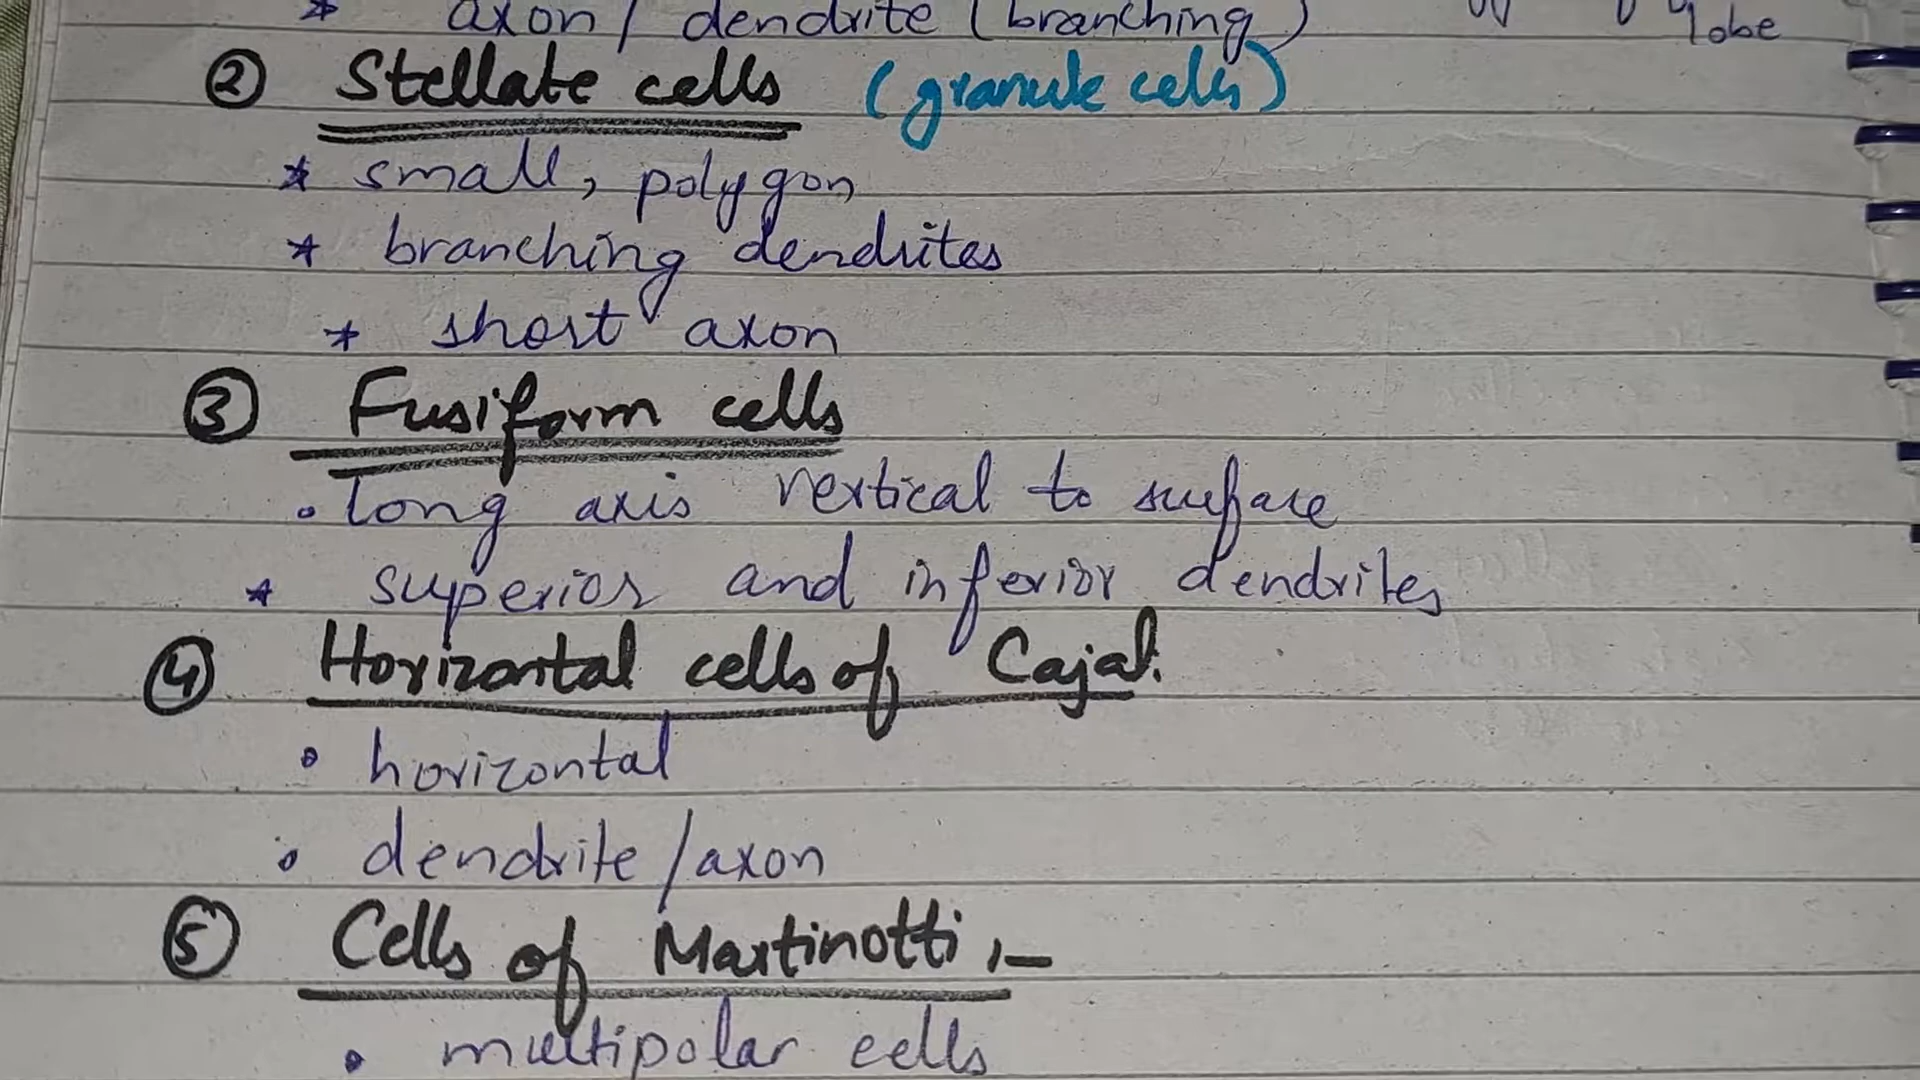 * axon / dendrite (branching)
lobe
② Stellate cells (granule cells)
* small, polygon
* branching dendrites
* short axon
③ Fusiform cells
• long axis vertical to surface
* superior and inferior dendrites
④ Horizontal cells of Cajal.
• horizontal
• dendrite / axon
⑤ Cells of Martinotti :-
• multipolar cells